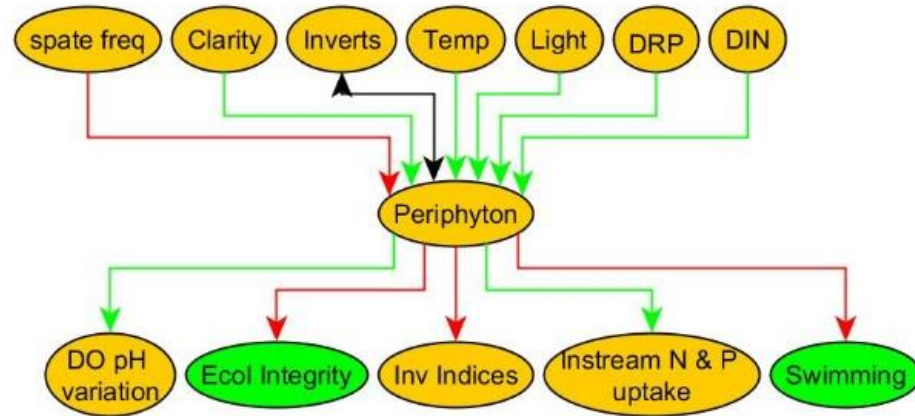 spate freq
Clarity
Inverts
Temp
Light
DRP
DIN
Periphyton
DO pH
variation
Ecol Integrity
Inv Indices
Instream N & P
uptake
Swimming